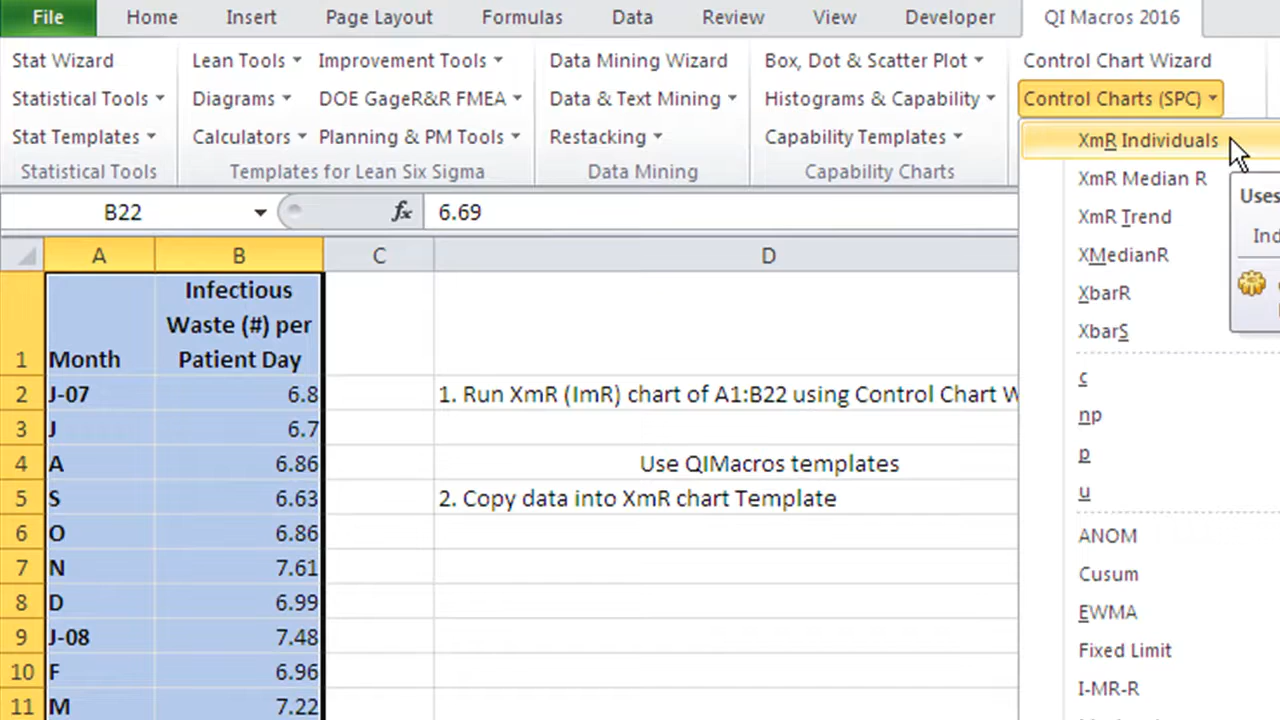 File Home Insert Page Layout Formulas Data Review View Developer QI Macros 2016
Stat Wizard Lean Tools Improvement Tools Data Mining Wizard Box, Dot & Scatter Plot Control Chart Wizard
Statistical Tools Diagrams DOE GageR&R FMEA Data & Text Mining Histograms & Capability Control Charts (SPC)
Stat Templates Calculators Planning & PM Tools Restacking Capability Templates
Statistical Tools Templates for Lean Six Sigma Data Mining Capability Charts
XmR Individuals
XmR Median R
XmR Trend
XMedianR
XbarR
XbarS
c
np
p
u
ANOM
Cusum
EWMA
Fixed Limit
I-MR-R
Uses
B22 fx 6.69
A B C D
1 Month Infectious
Waste (#) per
Patient Day
2 J-07 6.8 1. Run XmR (ImR) chart of A1:B22 using Control Chart W
3 J 6.7
4 A 6.86 Use QIMacros templates
5 S 6.63 2. Copy data into XmR chart Template
6 O 6.86
7 N 7.61
8 D 6.99
9 J-08 7.48
10 F 6.96
11 M 7.22